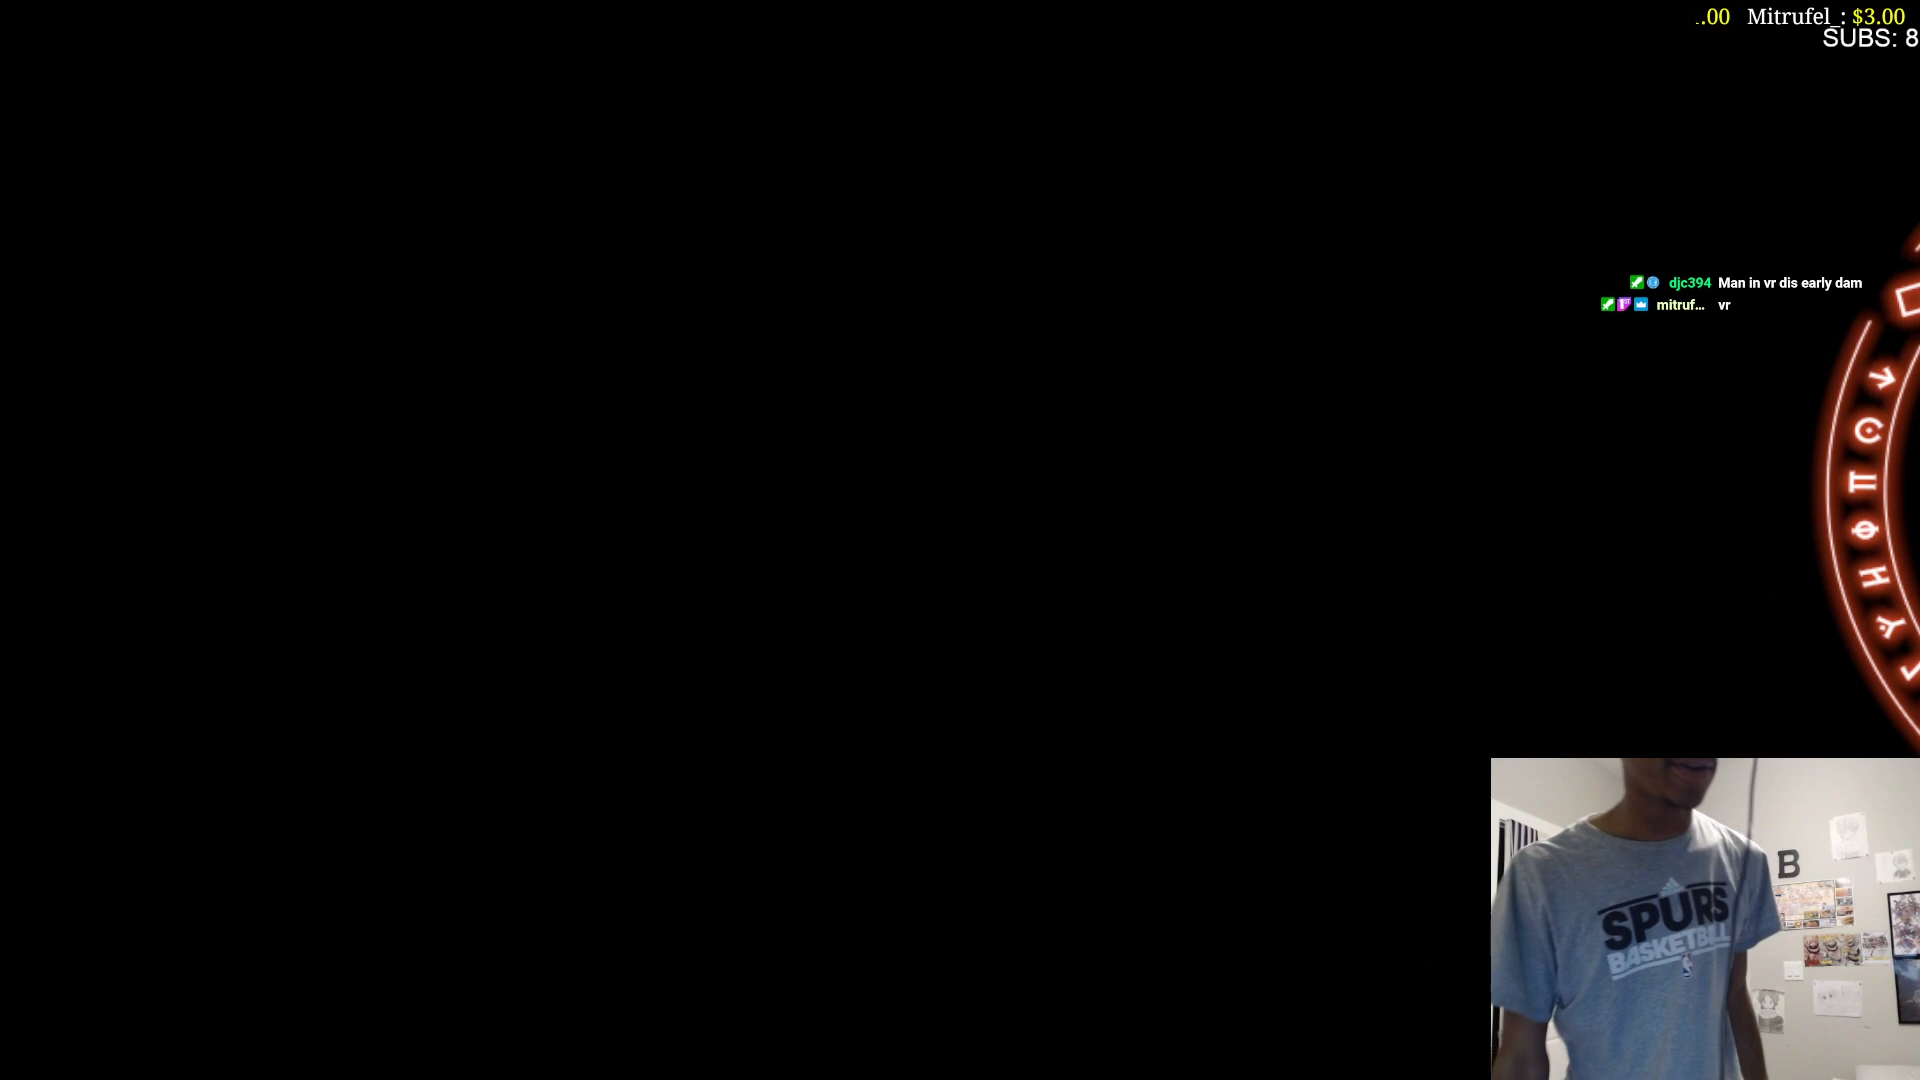 .00 Mitrufel_: $3.00
SUBS: 8
djc394 Man in vr dis early dam
mitruf... vr
B
SPURS
BASKETBALL